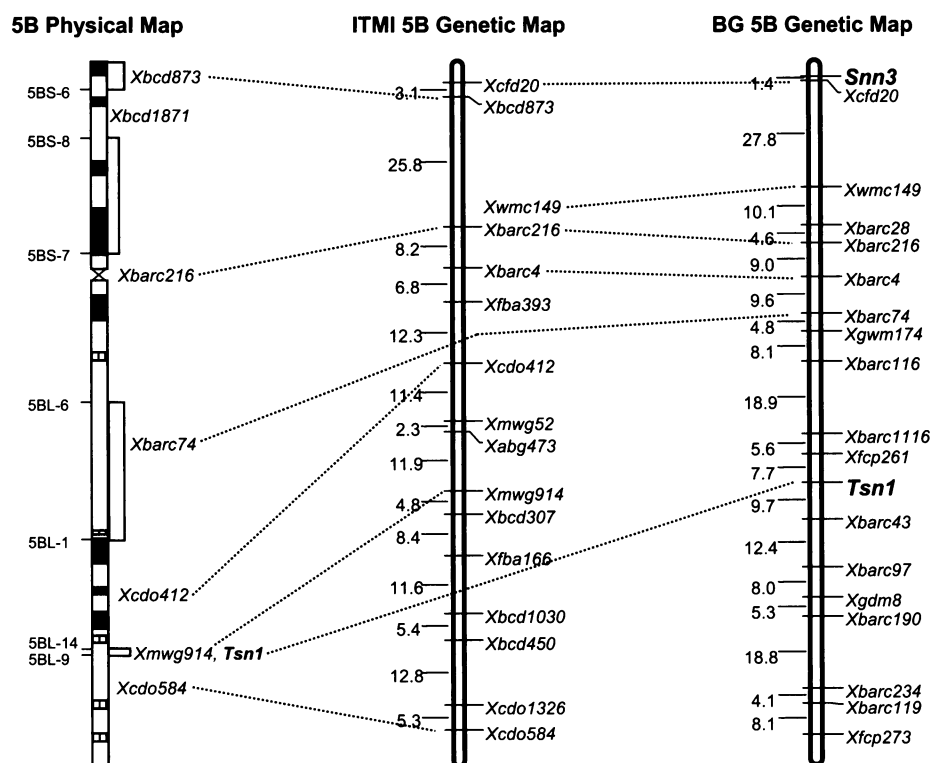 5B Physical Map
ITMI 5B Genetic Map
BG 5B Genetic Map
5BS-6
5BS-8
5BS-7
5BL-6
5BL-1
5BL-14
5BL-9
Xbcd873
Xbcd1871
Xbarc216
Xbarc74
Xcdo412
Xmwg914, Tsn1
Xcdo584
3.1
25.8
8.2
6.8
12.3
11.4
2.3
11.9
4.8
8.4
11.6
5.4
12.8
5.3
Xcfd20
Xbcd873
Xwmc149
Xbarc216
Xbarc4
Xfba393
Xcdo412
Xmwg52
Xabg473
Xmwg914
Xbcd307
Xfba166
Xbcd1030
Xbcd450
Xcdo1326
Xcdo584
1.4
27.8
10.1
4.6
9.0
9.6
4.8
8.1
18.9
5.6
7.7
9.7
12.4
8.0
5.3
18.8
4.1
8.1
Snn3
Xcfd20
Xwmc149
Xbarc28
Xbarc216
Xbarc4
Xbarc74
Xgwm174
Xbarc116
Xbarc1116
Xfcp261
Tsn1
Xbarc43
Xbarc97
Xgdm8
Xbarc190
Xbarc234
Xbarc119
Xfcp273